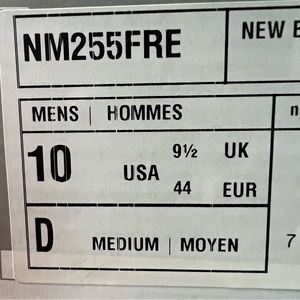 NM255FRE
NEW
MENS | HOMMES
10 USA 9½ UK
44 EUR
D MEDIUM | MOYEN
7